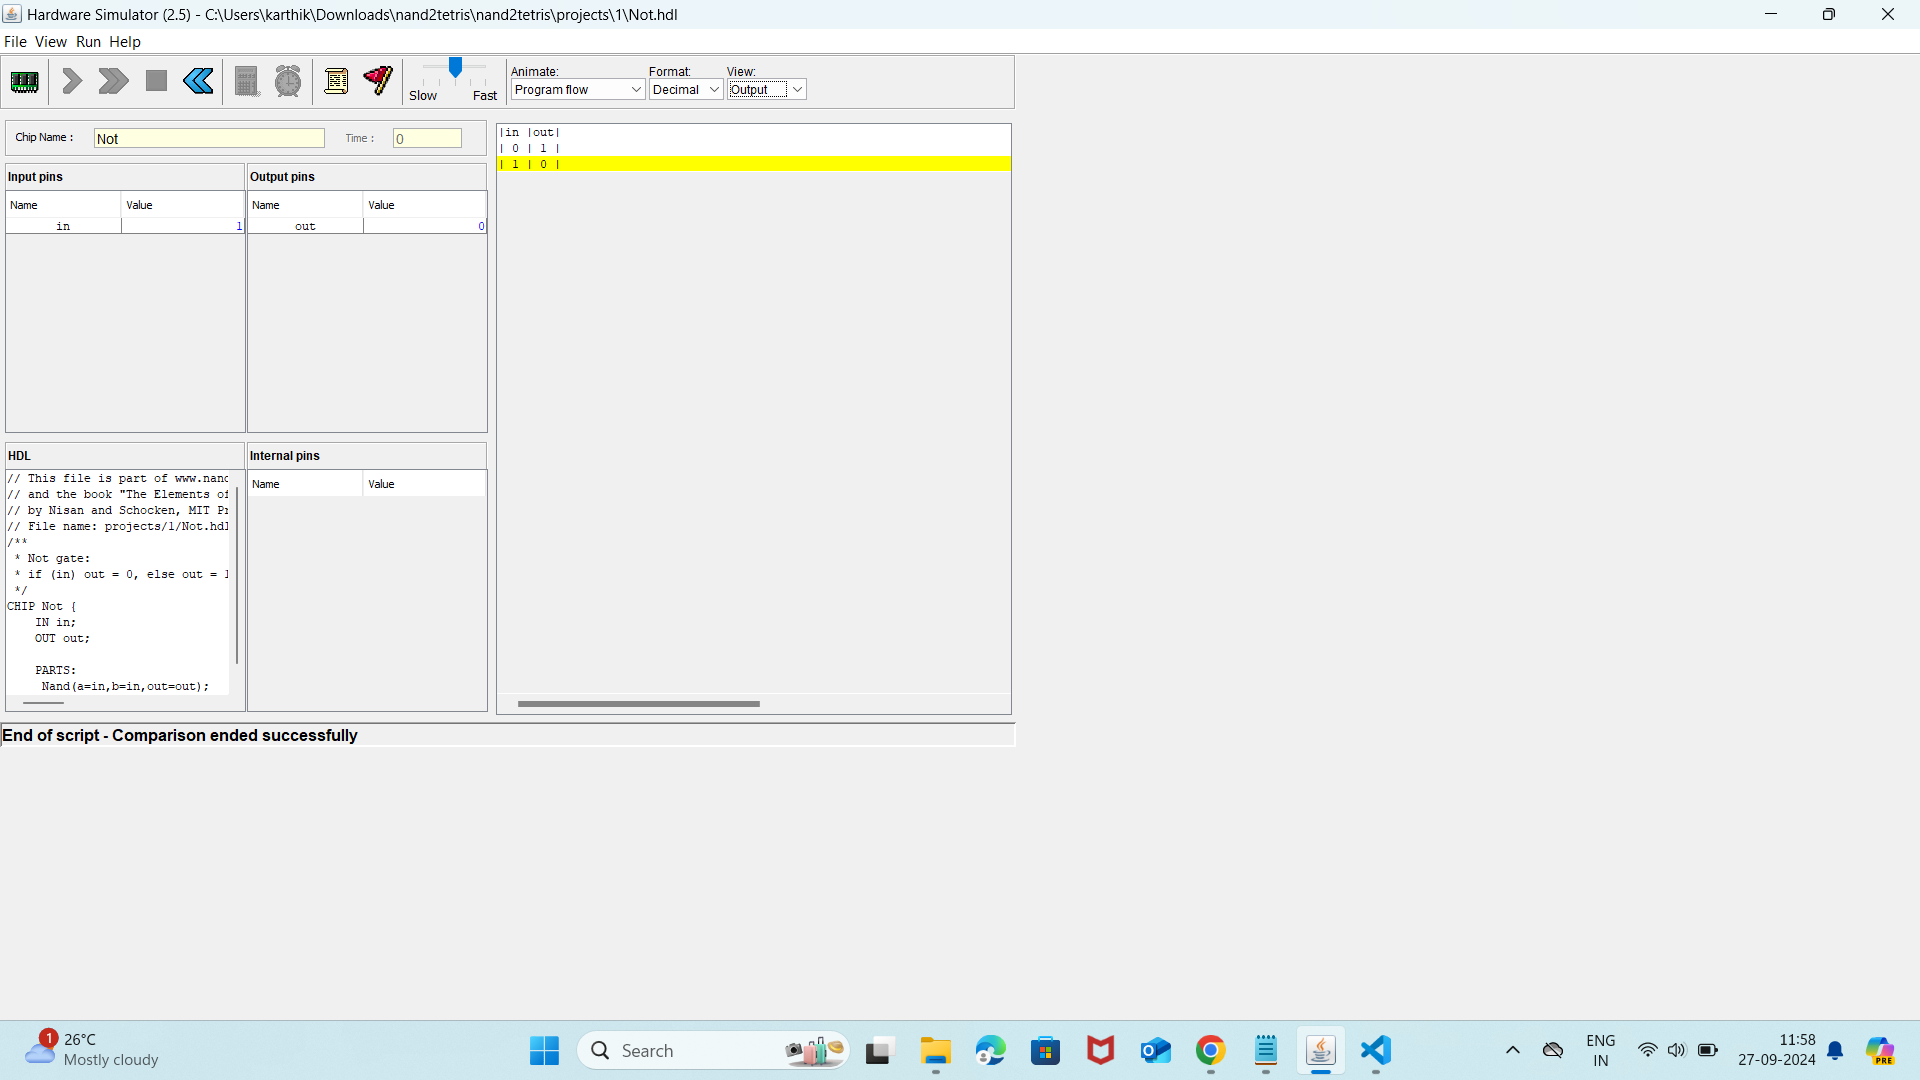 Hardware Simulator (2.5) - C:\Users\karthik\Downloads\nand2tetris\nand2tetris\projects\1\Not.hdl
File View Run Help
Animate: Format: View:
Program flow Decimal Output
Slow Fast
Chip Name : Not Time : 0
Input pins Output pins
Name Value Name Value
in 1 out 0
|in |out|
| 0 | 1 |
| 1 | 0 |
HDL Internal pins
Name Value
// This file is part of www.nand
// and the book "The Elements of
// by Nisan and Schocken, MIT Pr
// File name: projects/1/Not.hdl
/**
* Not gate:
* if (in) out = 0, else out = 1
*/
CHIP Not {
IN in;
OUT out;
PARTS:
Nand(a=in,b=in,out=out);
End of script - Comparison ended successfully
1
26°C
Mostly cloudy
Search
ENG
IN
11:58
27-09-2024
PRE